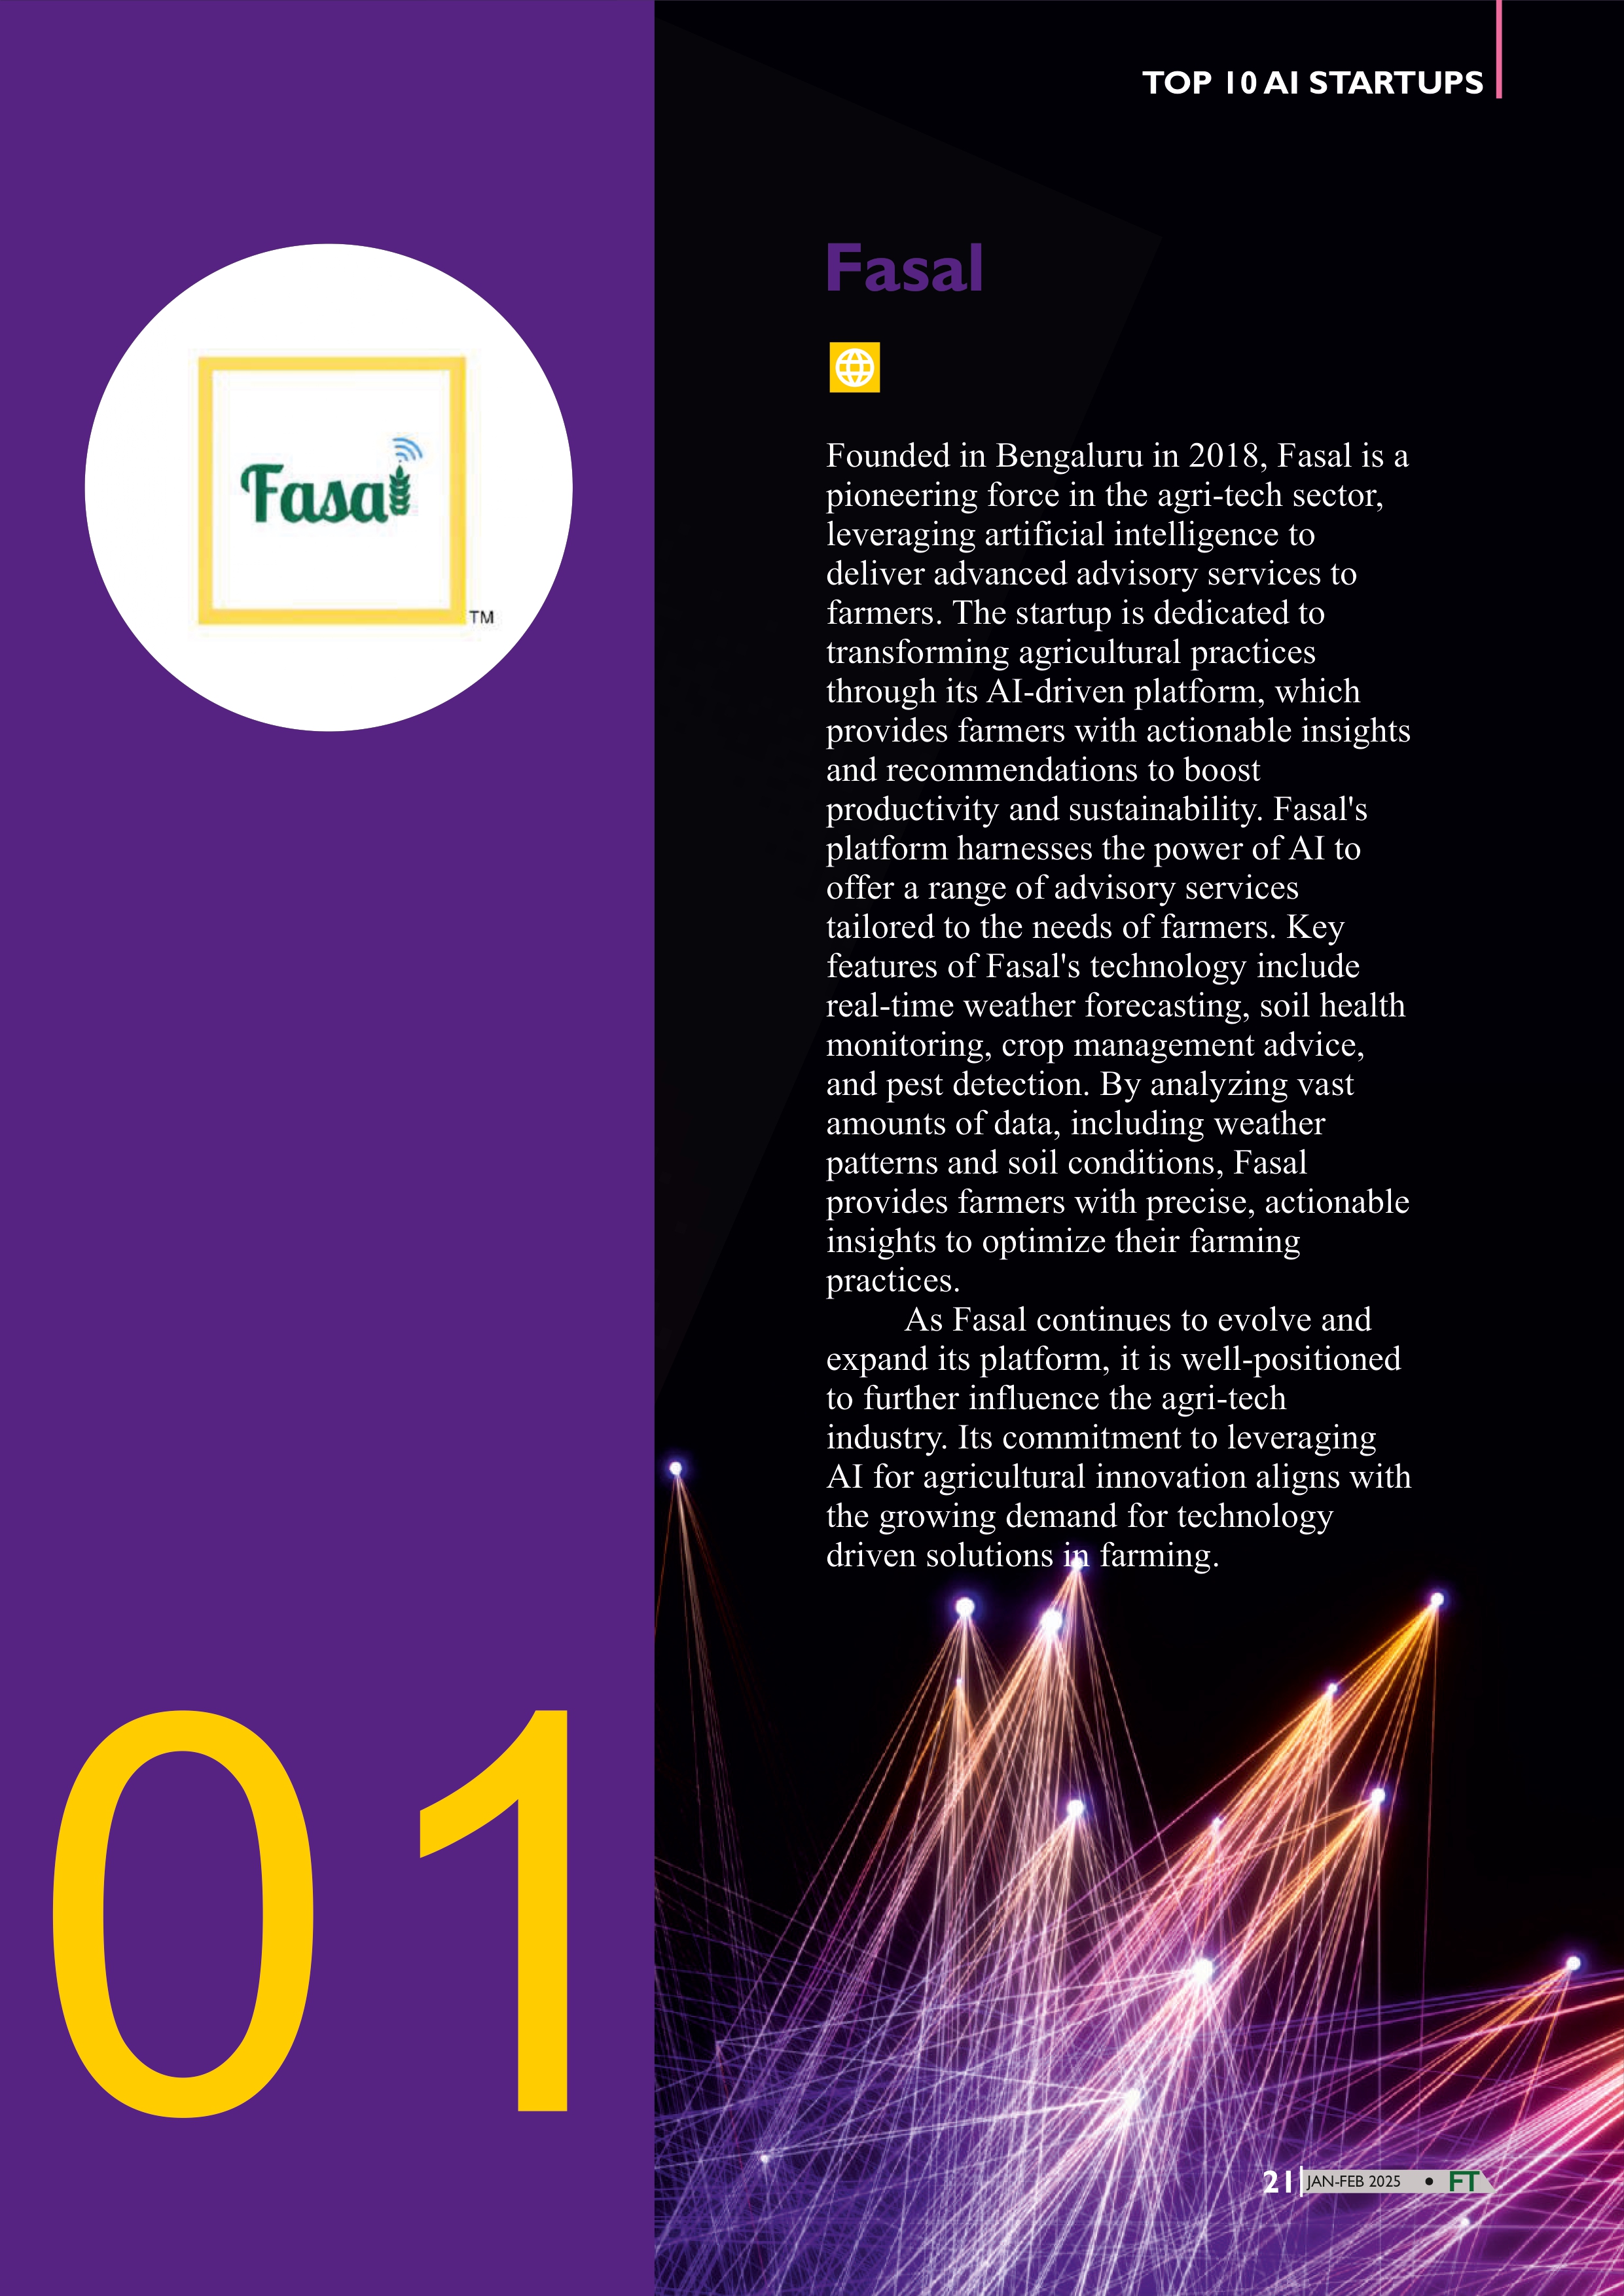 TOP 10 AI STARTUPS
Fasal
Fasal
TM
Founded in Bengaluru in 2018, Fasal is a
pioneering force in the agri-tech sector,
leveraging artificial intelligence to
deliver advanced advisory services to
farmers. The startup is dedicated to
transforming agricultural practices
through its AI-driven platform, which
provides farmers with actionable insights
and recommendations to boost
productivity and sustainability. Fasal's
platform harnesses the power of AI to
offer a range of advisory services
tailored to the needs of farmers. Key
features of Fasal's technology include
real-time weather forecasting, soil health
monitoring, crop management advice,
and pest detection. By analyzing vast
amounts of data, including weather
patterns and soil conditions, Fasal
provides farmers with precise, actionable
insights to optimize their farming
practices.
As Fasal continues to evolve and
expand its platform, it is well-positioned
to further influence the agri-tech
industry. Its commitment to leveraging
AI for agricultural innovation aligns with
the growing demand for technology
driven solutions in farming.
01
21 JAN-FEB 2025 • FT